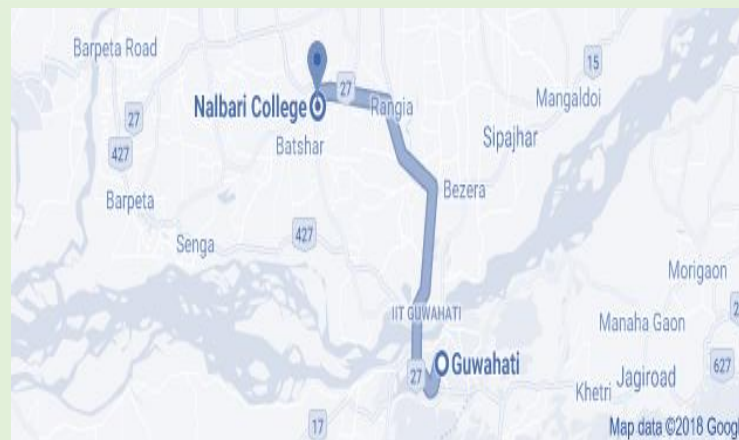 Barpeta Road
15
27
Nalbari College
Rangia
Mangaldoi
27
Batshar
Sipajhar
427
Bezera
Barpeta
427
Senga
Morigaon
IIT GUWAHATI
Manaha Gaon
2
Guwahati
27
Khetri
Jagiroad
627
17
Map data ©2018 Googl